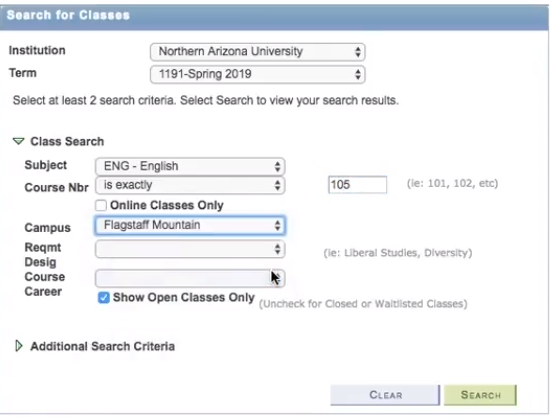 Search for Classes
Institution Northern Arizona University
Term 1191-Spring 2019
Select at least 2 search criteria. Select Search to view your search results.
Class Search
Subject ENG - English
Course Nbr is exactly 105 (ie: 101, 102, etc)
Online Classes Only
Campus Flagstaff Mountain
Reqmt Desig (ie: Liberal Studies, Diversity)
Course Career
Show Open Classes Only (Uncheck for Closed or Waitlisted Classes)
Additional Search Criteria
CLEAR SEARCH